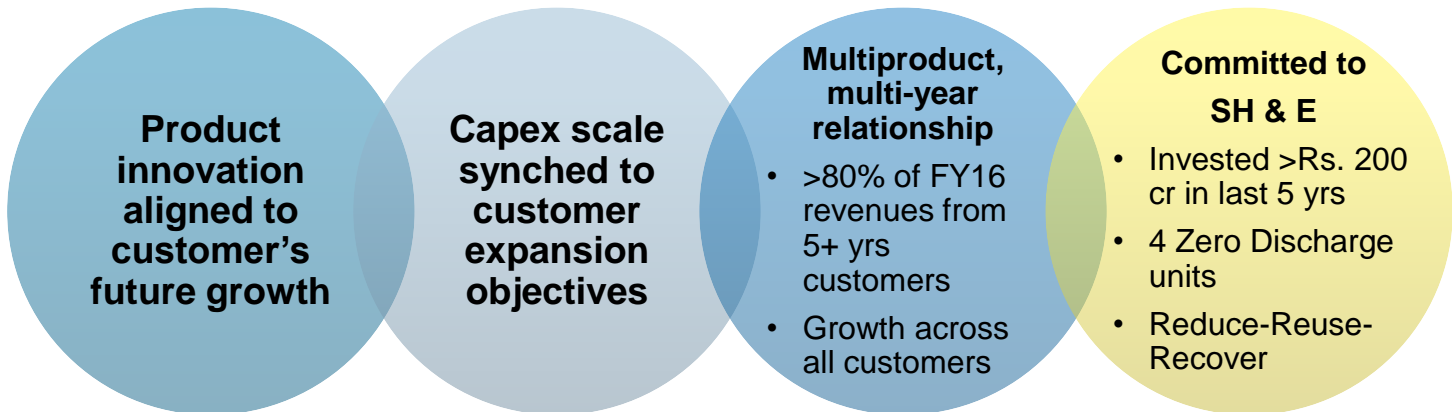 Product
innovation
aligned to
customer’s
future growth
Capex scale
synched to
customer
expansion
objectives
Multiproduct,
multi-year
relationship
• >80% of FY16
revenues from
5+ yrs
customers
• Growth across
all customers
Committed to
SH & E
• Invested >Rs. 200
cr in last 5 yrs
• 4 Zero Discharge
units
• Reduce-Reuse-
Recover